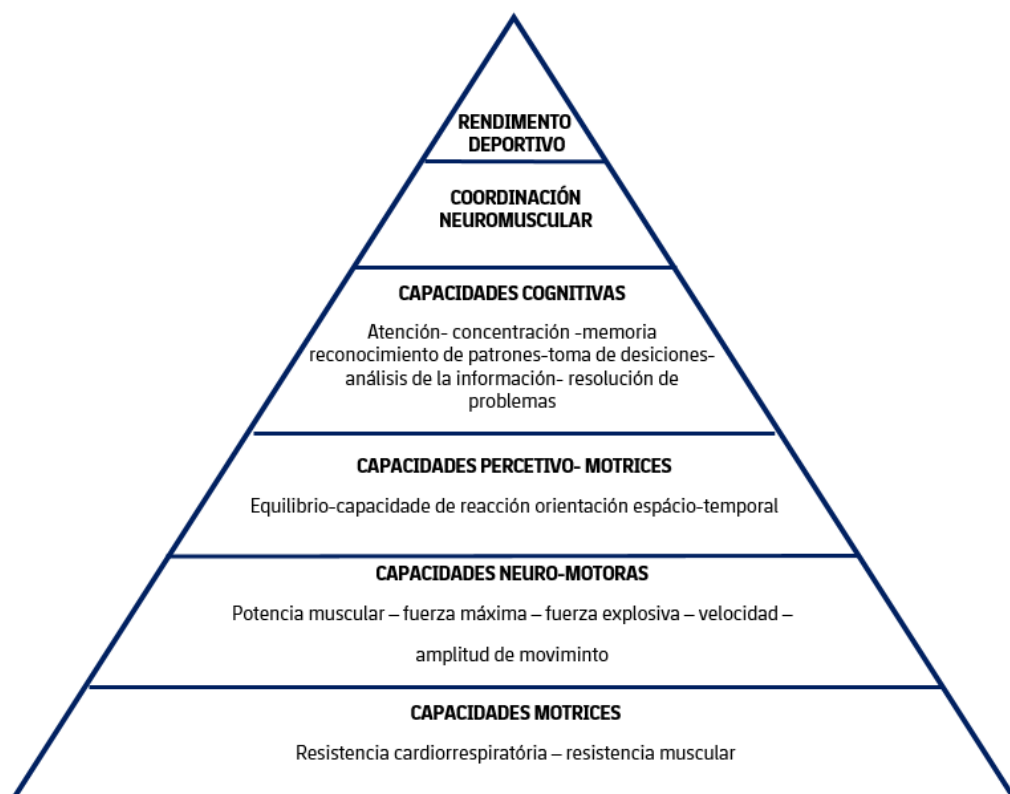 RENDIMENTO
DEPORTIVO
COORDINACIÓN
NEUROMUSCULAR
CAPACIDADES COGNITIVAS
Atención- concentración -memoria
reconocimiento de patrones-toma de desiciones-
análisis de la información- resolución de
problemas
CAPACIDADES PERCETIVO- MOTRICES
Equilibrio-capacidade de reacción orientación espácio-temporal
CAPACIDADES NEURO-MOTORAS
Potencia muscular – fuerza máxima – fuerza explosiva – velocidad –
amplitud de moviminto
CAPACIDADES MOTRICES
Resistencia cardiorrespiratória – resistencia muscular